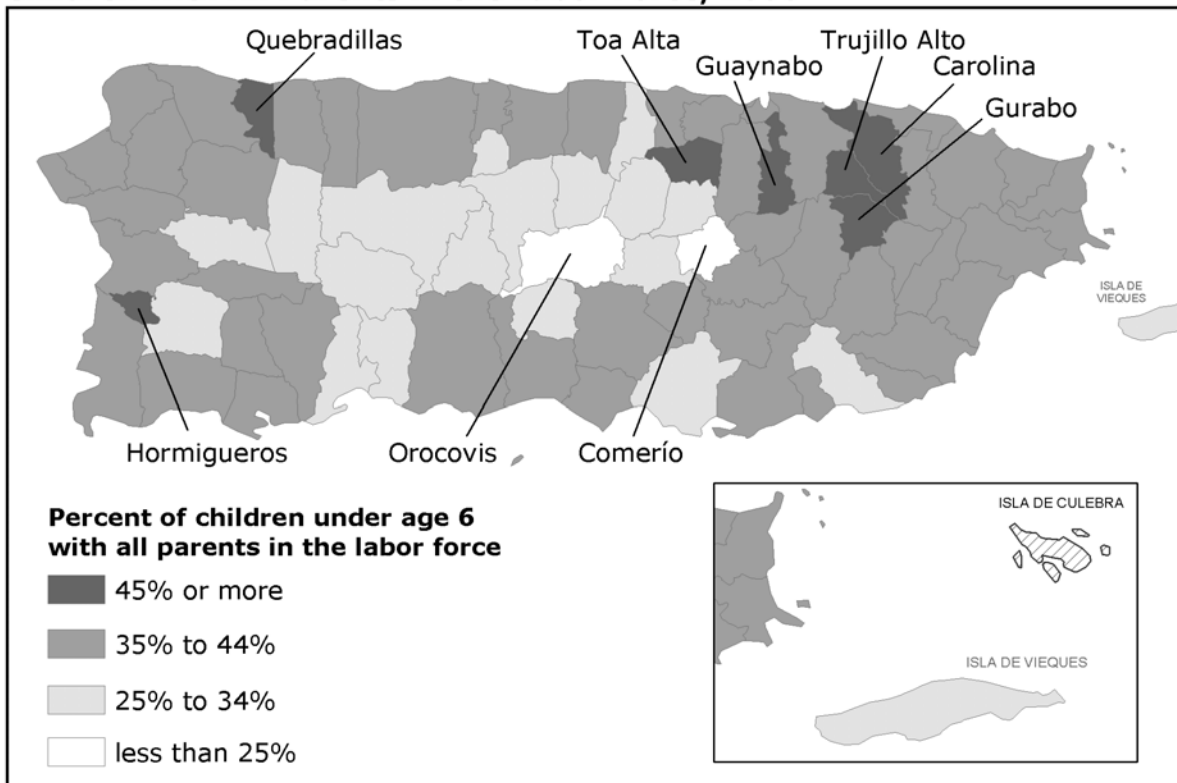 Quebradillas
Toa Alta
Trujillo Alto
Guaynabo
Carolina
Gurabo
ISLA DE
VIEQUES
Hormigueros
Orocovis
Comerío
Percent of children under age 6
with all parents in the labor force
45% or more
35% to 44%
25% to 34%
less than 25%
ISLA DE CULEBRA
ISLA DE VIEQUES